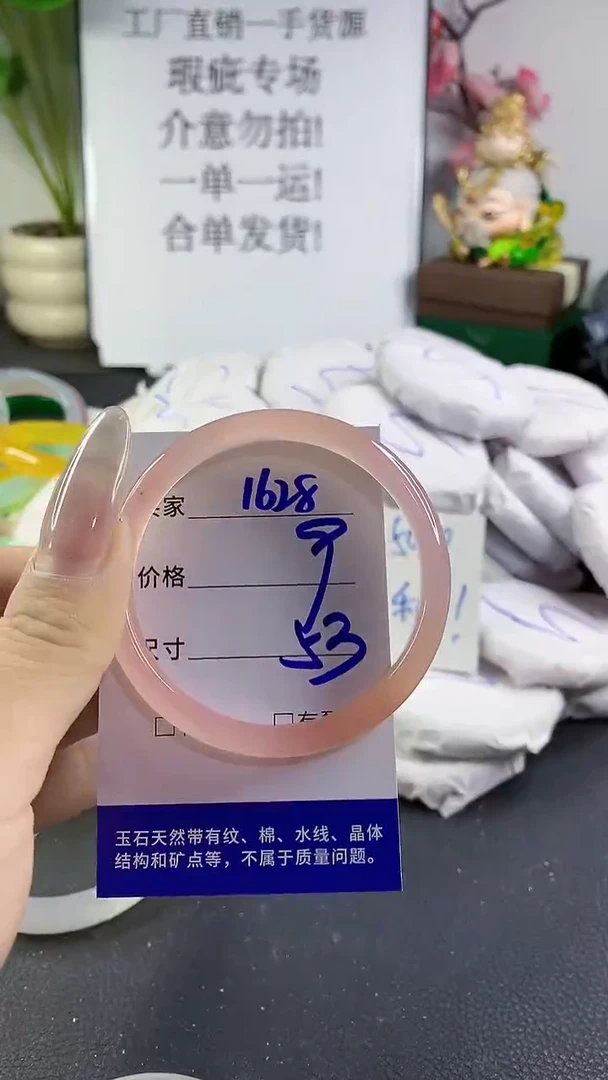 工厂直销一手货源
瑕疵专场
介意勿拍!
一单一运!
合单发货!
家 1628
价格
尺寸 53
玉石天然带有纹、棉、水线、晶体
结构和矿点等，不属于质量问题。